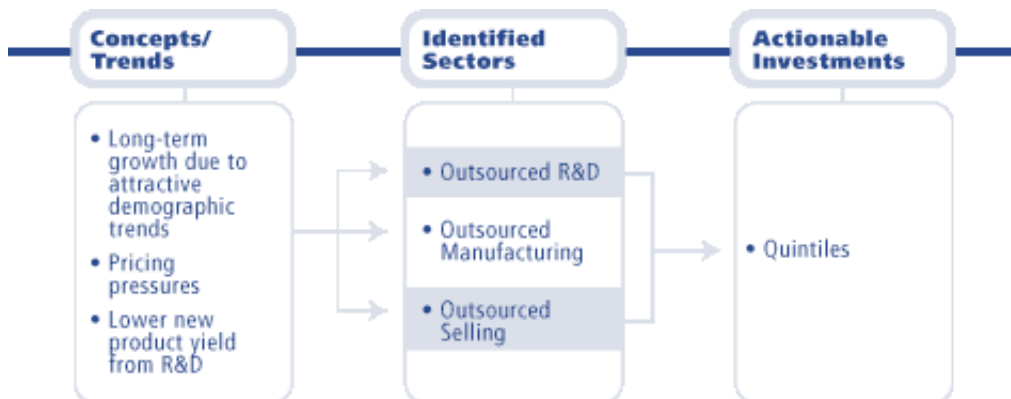 Concepts/
Trends
Identified
Sectors
Actionable
Investments
• Long-term
growth due to
attractive
demographic
trends
• Pricing
pressures
• Lower new
product yield
from R&D
• Outsourced R&D
• Outsourced
Manufacturing
• Outsourced
Selling
• Quintiles